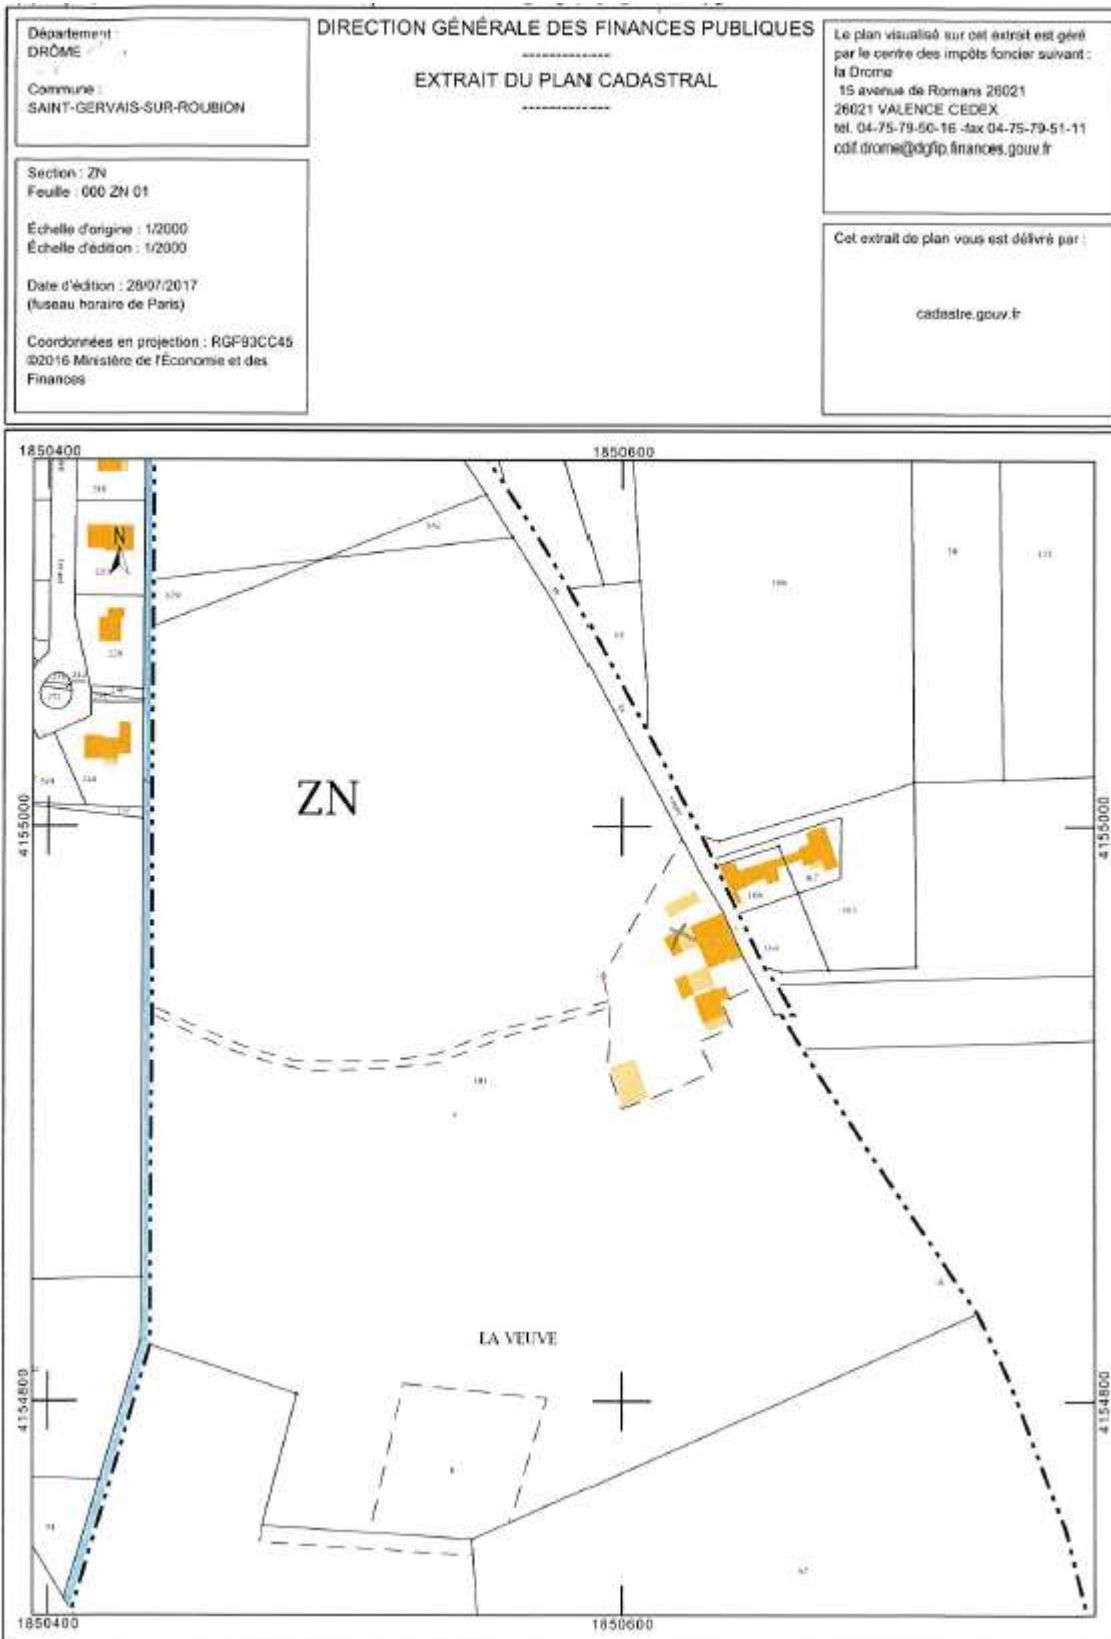 Département :
DRÔME
Commune :
SAINT-GERVAIS-SUR-ROUBION
Section : ZN
Feuille : 000 ZN 01
Échelle d'origine : 1/2000
Échelle d'édition : 1/2000
Date d'édition : 28/07/2017
(fuseau horaire de Paris)
Coordonnées en projection : RGF93CC45
©2016 Ministère de l'Économie et des
Finances
DIRECTION GÉNÉRALE DES FINANCES PUBLIQUES
-------------
EXTRAIT DU PLAN CADASTRAL
-------------
Le plan visualisé sur cet extrait est géré
par le centre des impôts foncier suivant :
la Drome
15 avenue de Romans 26021
26021 VALENCE CEDEX
tél. 04-75-79-50-16 -fax 04-75-79-51-11
cdif.drome@dgfip.finances.gouv.fr
Cet extrait de plan vous est délivré par :
cadastre.gouv.fr
1850400
1850600
N
ZN
4155000
4155000
LA VEUVE
4154800
4154800
1850400
1850600